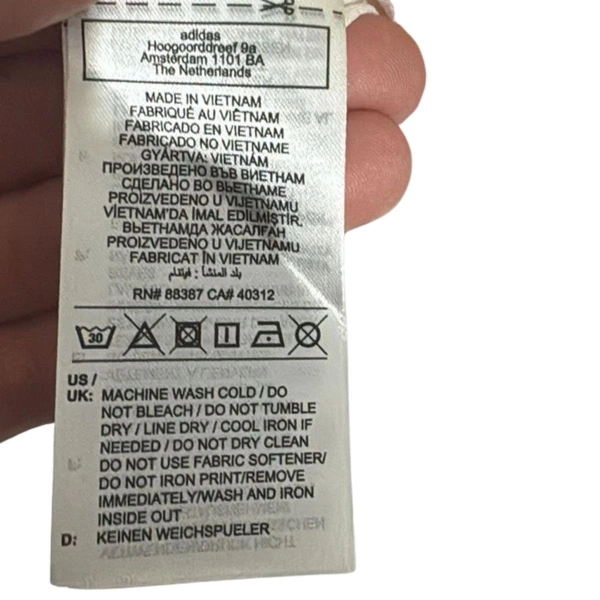 adidas
Hoogoorddreef 9a
Amsterdam 1101 BA
The Netherlands
MADE IN VIETNAM
FABRIQUÉ AU VIÊTNAM
FABRICADO EN VIETNAM
FABRICADO NO VIETNAME
GYÁRTVA: VIETNÁM
ПРОИЗВЕДЕНО ВЪВ ВИЕТНАМ
СДЕЛАНО ВО ВЬЕТНАМЕ
PROIZVEDENO U VIJETNAMU
VİETNAM'DA İMAL EDİLMİŞTİR.
ВЬЕТНАМДА ЖАСАЛҒАН
PROIZVEDENO U VIJETNAMU
FABRICAT ÎN VIETNAM
بلد المنشأ : فيتنام
RN# 88387 CA# 40312
30
US /
UK: MACHINE WASH COLD / DO
NOT BLEACH / DO NOT TUMBLE
DRY / LINE DRY / COOL IRON IF
NEEDED / DO NOT DRY CLEAN
DO NOT USE FABRIC SOFTENER/
DO NOT IRON PRINT/REMOVE
IMMEDIATELY/WASH AND IRON
INSIDE OUT
D: KEINEN WEICHSPUELER